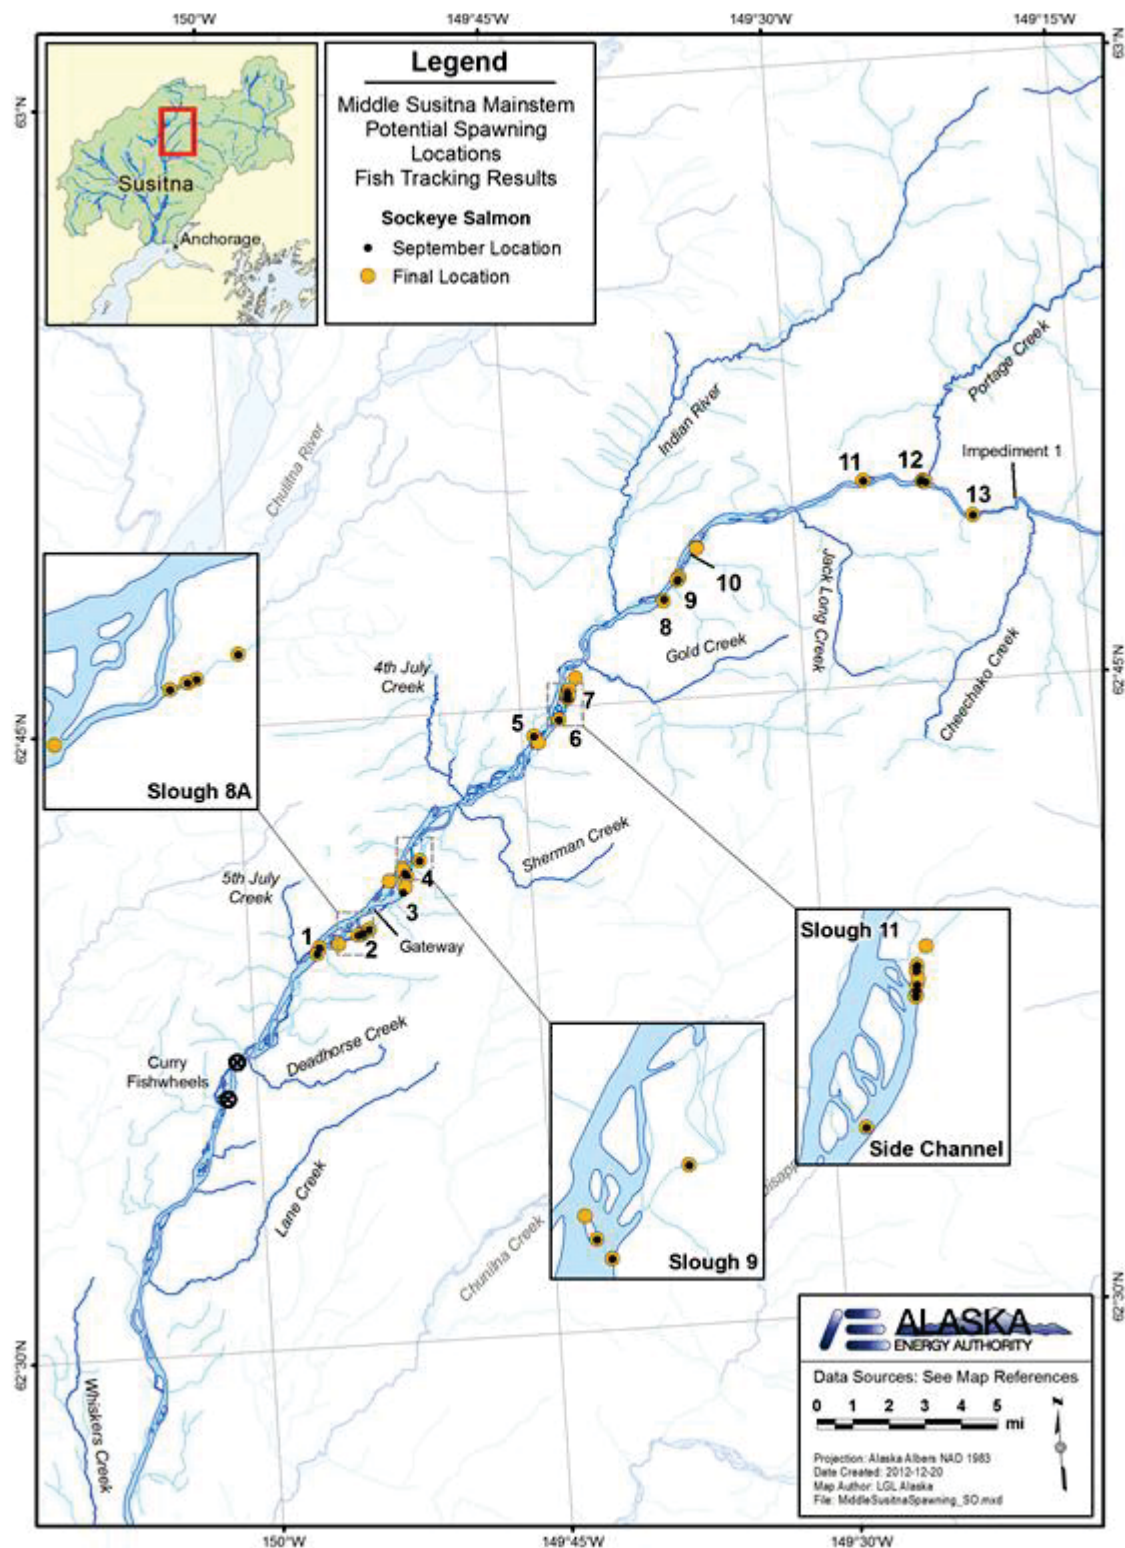 150°W
149°45'W
149°30'W
149°15'W
63°N
63°N
Susitna
Anchorage
Legend
Middle Susitna Mainstem
Potential Spawning
Locations
Fish Tracking Results
Sockeye Salmon
September Location
Final Location
Chulitna River
Indian River
Portage Creek
Impediment 1
11
12
13
10
9
8
Jack Long Creek
Gold Creek
Cheechako Creek
62°45'N
62°45'N
4th July
Creek
7
5
6
Slough 8A
Sherman Creek
5th July
Creek
4
3
1
2
Gateway
Slough 11
Side Channel
Curry
Fishwheels
Deadhorse Creek
Lane Creek
Chunilna Creek
Disapp
Slough 9
62°30'N
62°30'N
Whiskers Creek
ALASKA
ENERGY AUTHORITY
Data Sources: See Map References
0 1 2 3 4 5
mi
N
Projection: Alaska Albers NAD 1983
Date Created: 2012-12-20
Map Author: LGL Alaska
File: MiddleSusitnaSpawning_SO.mxd
150°W
149°45'W
149°30'W